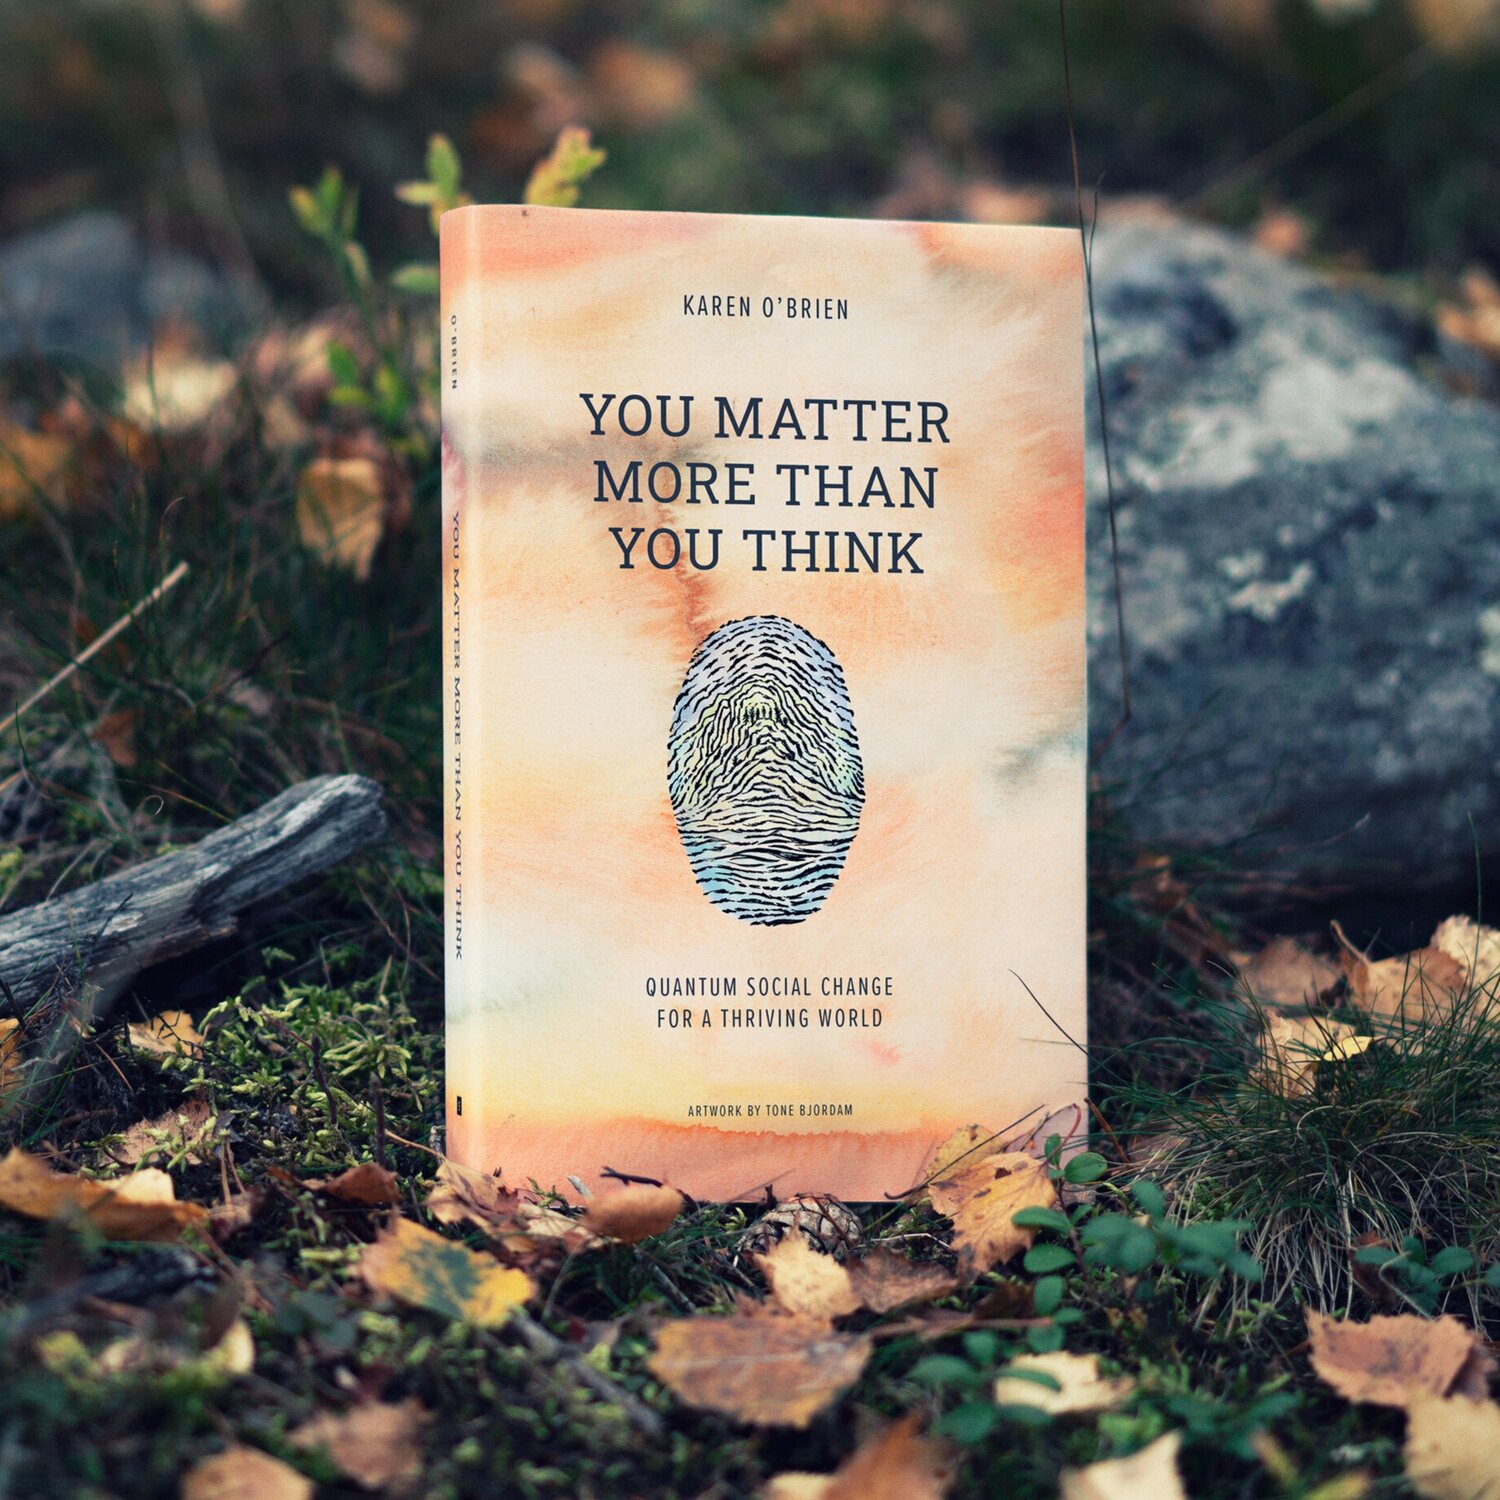 KAREN O'BRIEN
YOU MATTER
MORE THAN
YOU THINK
QUANTUM SOCIAL CHANGE
FOR A THRIVING WORLD
ARTWORK BY TONE BJORDAM
O'BRIEN
YOU MATTER MORE THAN YOU THINK